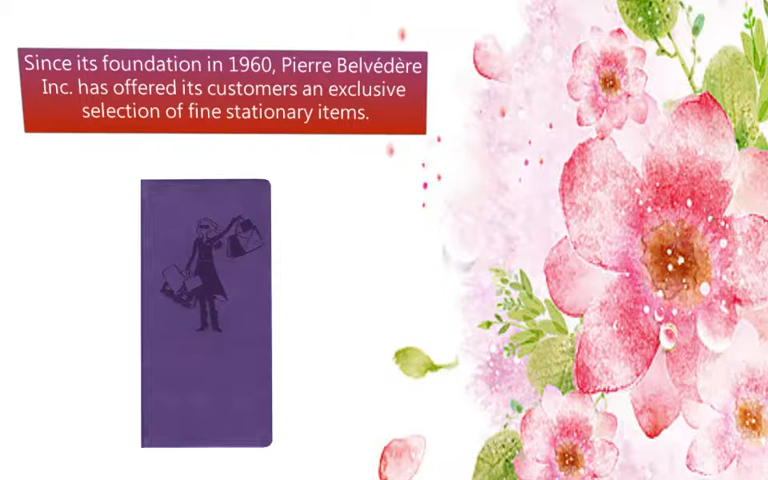 Since its foundation in 1960, Pierre Belvédère
Inc. has offered its customers an exclusive
selection of fine stationary items.